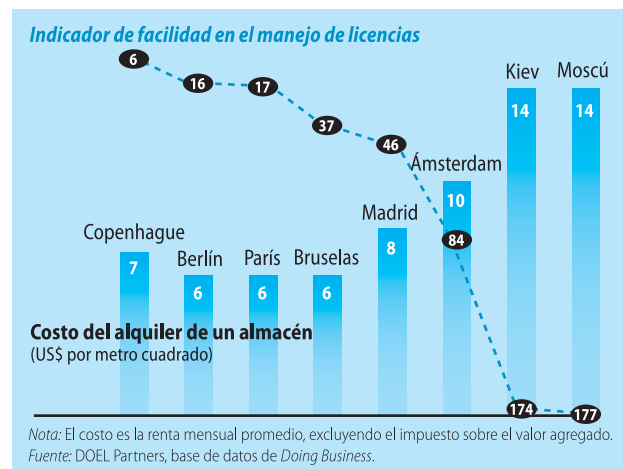 Indicador de facilidad en el manejo de licencias
6
16
17
37
46
84
174
177
Copenhague
7
Berlín
6
París
6
Bruselas
6
Madrid
8
Ámsterdam
10
Kiev
14
Moscú
14
Costo del alquiler de un almacén
(US$ por metro cuadrado)
Nota: El costo es la renta mensual promedio, excluyendo el impuesto sobre el valor agregado.
Fuente: DOEL Partners, base de datos de Doing Business.